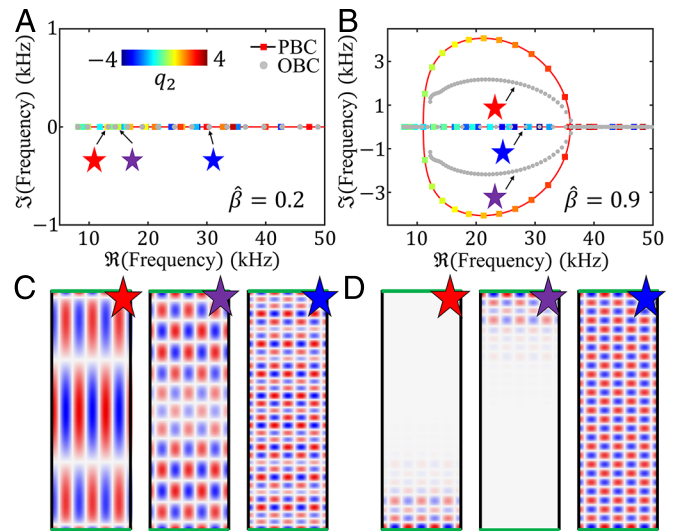 A
B
ℑ(Frequency) (kHz)
1
0
−1
−4
4
q₂
PBC
OBC
β̂ = 0.2
10 20 30 40 50
ℜ(Frequency) (kHz)
ℑ(Frequency) (kHz)
3
1
−1
−3
β̂ = 0.9
10 20 30 40 50
ℜ(Frequency) (kHz)
C
D